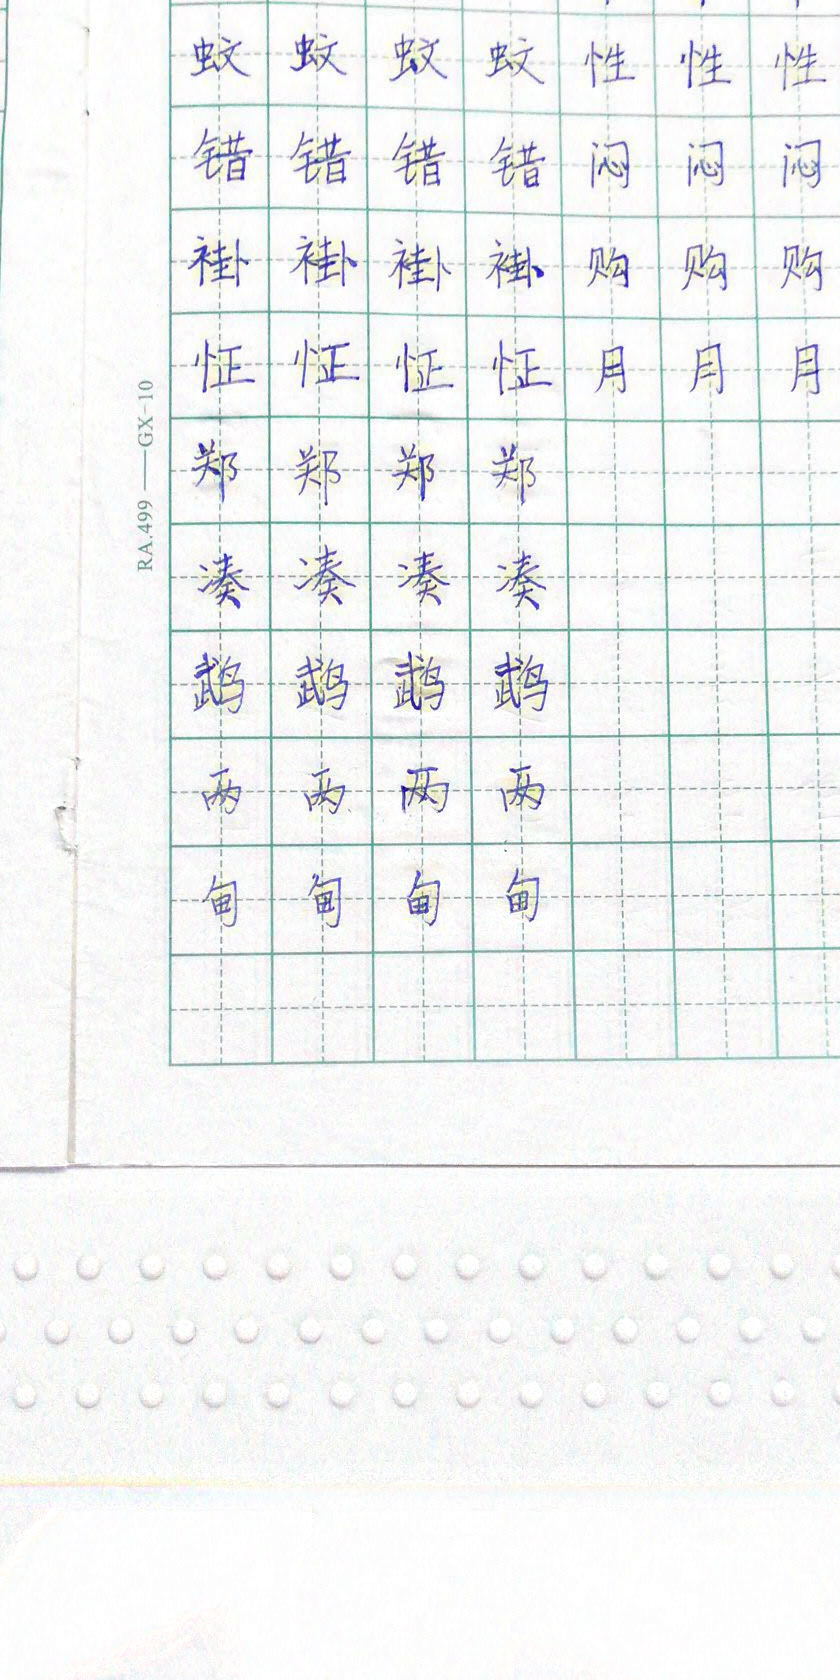 蚊 蚊 蚊 蚊 性 性 性
错 错 错 错 闷 闷 闷
褂 褂 褂 褂 购 购 购
怔 怔 怔 怔 月 月 月
郑 郑 郑 郑
凑 凑 凑 凑
鹉 鹉 鹉 鹉
两 两 两 两
甸 甸 甸 甸
RA.499 ——GX-10